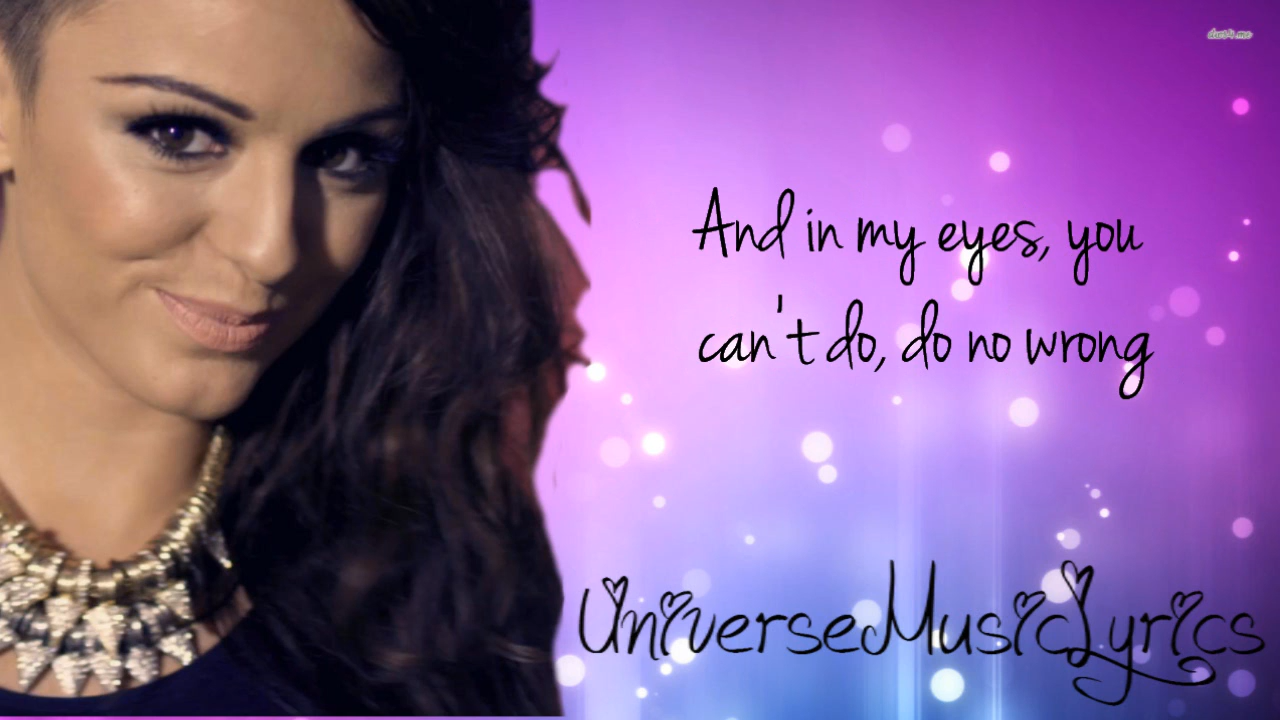 And in my eyes, you
can't do, do no wrong
UniverseMusicLyrics